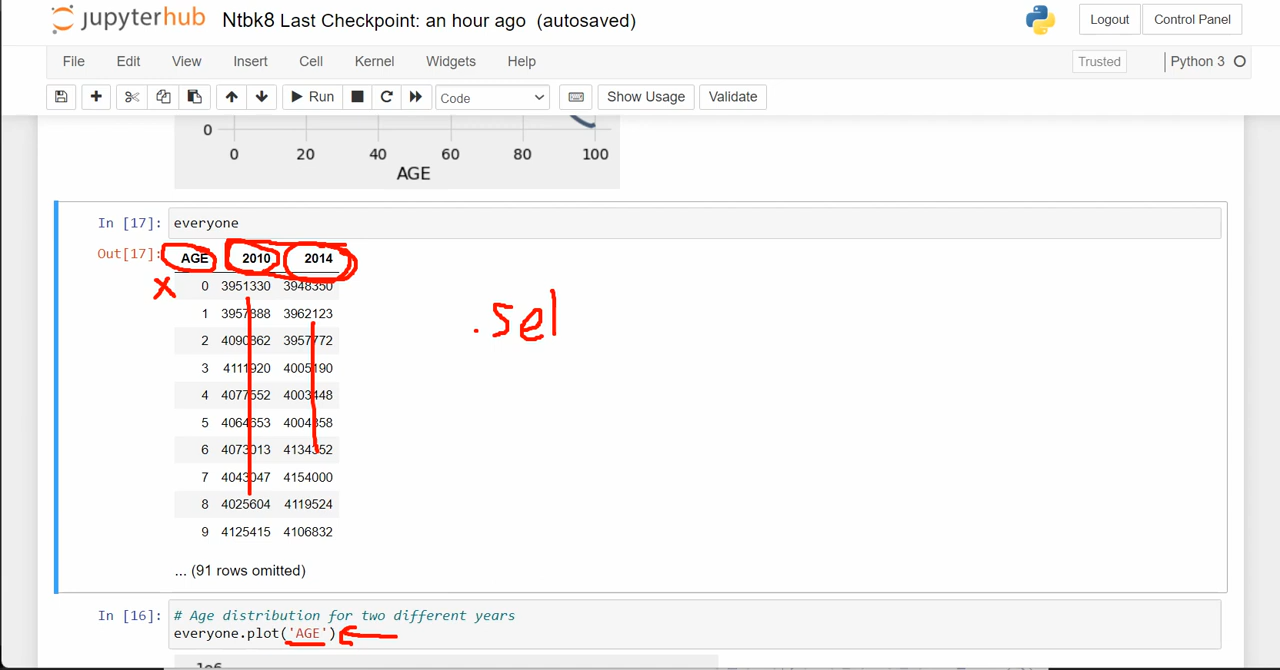 jupyterhub Ntbk8 Last Checkpoint: an hour ago (autosaved) Logout Control Panel
File Edit View Insert Cell Kernel Widgets Help Trusted Python 3
Run Code Show Usage Validate
0
0 20 40 60 80 100
AGE
In [17]: everyone
Out[17]: AGE 2010 2014
x 0 3951330 3948350
.sel
1 3957888 3962123
2 4090862 3957772
3 4111920 4005190
4 4077552 4003448
5 4064653 4004858
6 4073013 4134352
7 4043047 4154000
8 4025604 4119524
9 4125415 4106832
... (91 rows omitted)
In [16]: # Age distribution for two different years
everyone.plot('AGE')